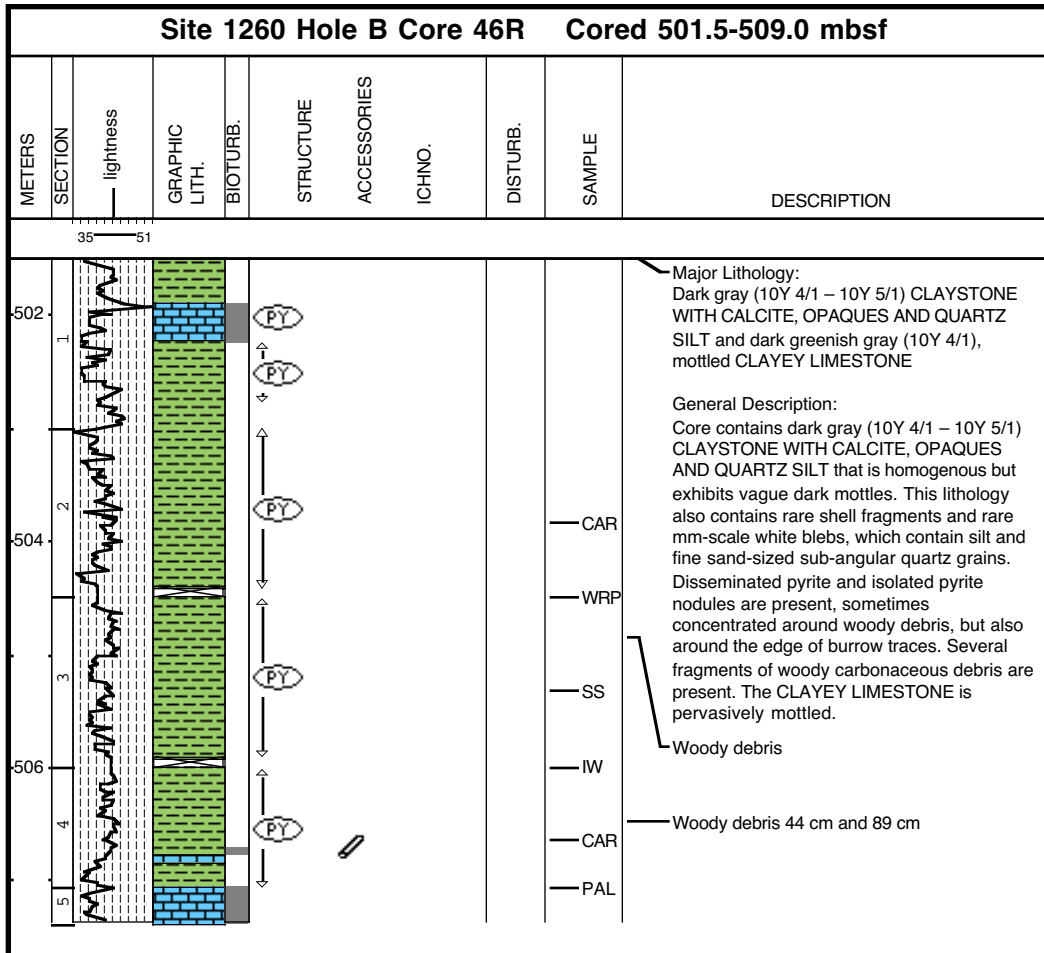 Site 1260 Hole B Core 46R Cored 501.5-509.0 mbsf
METERS
SECTION
lightness
GRAPHIC
LITH.
BIOTURB.
STRUCTURE
ACCESSORIES
ICHNO.
DISTURB.
SAMPLE
DESCRIPTION
35 51
Major Lithology:
Dark gray (10Y 4/1 – 10Y 5/1) CLAYSTONE
WITH CALCITE, OPAQUES AND QUARTZ
SILT and dark greenish gray (10Y 4/1),
mottled CLAYEY LIMESTONE
General Description:
Core contains dark gray (10Y 4/1 – 10Y 5/1)
CLAYSTONE WITH CALCITE, OPAQUES
AND QUARTZ SILT that is homogenous but
exhibits vague dark mottles. This lithology
also contains rare shell fragments and rare
mm-scale white blebs, which contain silt and
fine sand-sized sub-angular quartz grains.
Disseminated pyrite and isolated pyrite
nodules are present, sometimes
concentrated around woody debris, but also
around the edge of burrow traces. Several
fragments of woody carbonaceous debris are
present. The CLAYEY LIMESTONE is
pervasively mottled.
Woody debris
Woody debris 44 cm and 89 cm
502
504
506
1
2
3
4
5
PY
PY
PY
PY
PY
CAR
WRP
SS
IW
CAR
PAL